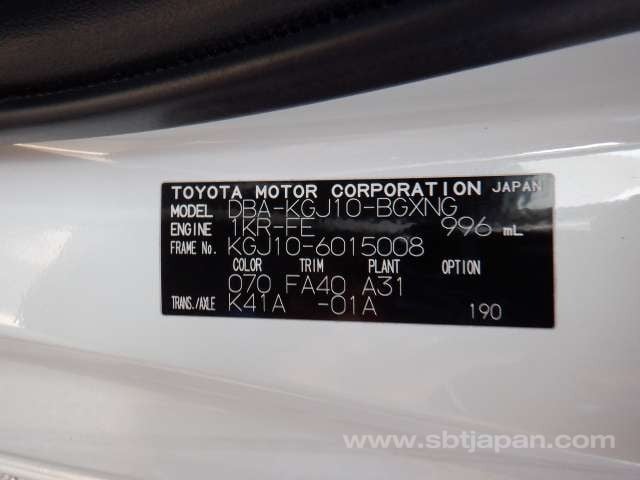 TOYOTA MOTOR CORPORATION JAPAN
MODEL DBA-KGJ10-BGXNG
ENGINE 1KR-FE 996 mL
FRAME No. KGJ10-6015008
COLOR TRIM PLANT OPTION
070 FA40 A31
TRANS./AXLE K41A -01A 190
www.sbtjapan.com